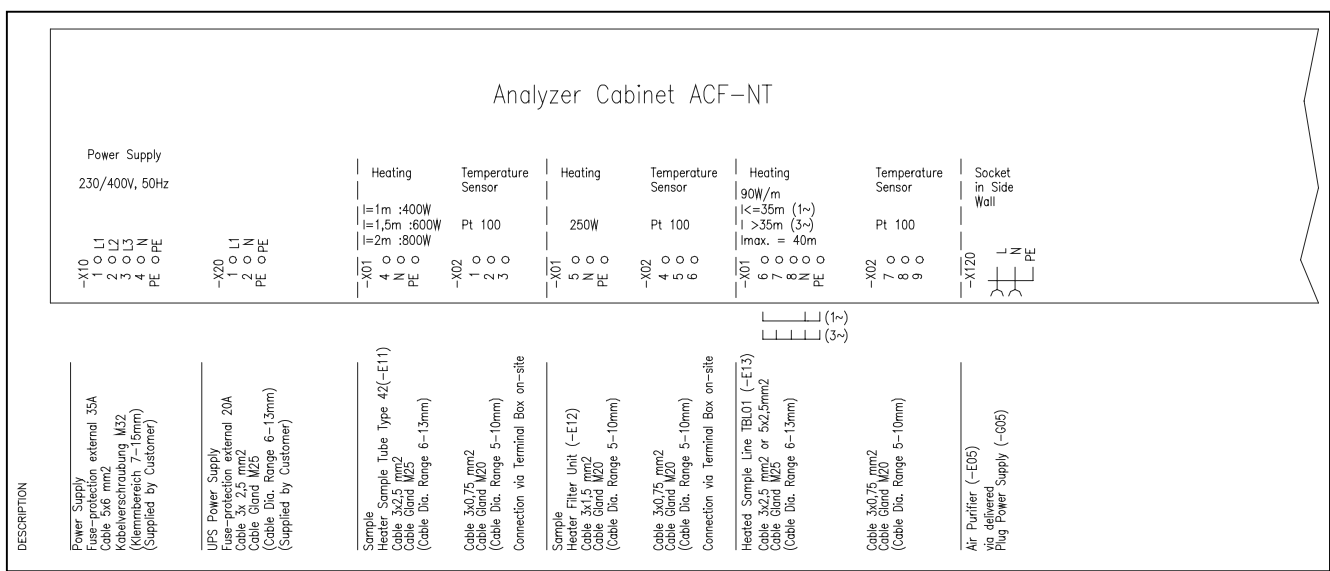 Analyzer Cabinet ACF-NT
Power Supply
230/400V, 50Hz
-X10
1 L1
2 L2
3 L3
4 N
PE PE
-X20
1 L1
2 N
PE PE
Heating
l=1m :400W
l=1,5m :600W
l=2m :800W
-X01
4
N
PE
Temperature
Sensor
Pt 100
-X02
1
2
3
Heating
250W
-X01
5
N
PE
Temperature
Sensor
Pt 100
-X02
4
5
6
Heating
90W/m
l<=35m (1~)
l >35m (3~)
lmax. = 40m
-X01
6
7
8
N
PE
(1~)
(3~)
Temperature
Sensor
Pt 100
-X02
7
8
9
Socket
in Side
Wall
-X120
L
N
PE
DESCRIPTION
Power Supply
Fuse-protection external 35A
Cable 5x6 mm2
Kabelverschraubung M32
(Klemmbereich 7-15mm)
(Supplied by Customer)
UPS Power Supply
Fuse-protection external 20A
Cable 3x 2,5 mm2
Cable Gland M25
(Cable Dia. Range 6-13mm)
(Supplied by Customer)
Sample
Heater Sample Tube Type 42(-E11)
Cable 3x2,5 mm2
Cable Gland M25
(Cable Dia. Range 6-13mm)
Cable 3x0,75 mm2
Cable Gland M20
(Cable Dia. Range 5-10mm)
Connection via Terminal Box on-site
Sample
Heater Filter Unit (-E12)
Cable 3x1,5 mm2
Cable Gland M20
(Cable Dia. Range 5-10mm)
Cable 3x0,75 mm2
Cable Gland M20
(Cable Dia. Range 5-10mm)
Connection via Terminal Box on-site
Heated Sample Line TBL01 (-E13)
Cable 3x2,5 mm2 or 5x2,5mm2
Cable Gland M25
(Cable Dia. Range 6-13mm)
Cable 3x0,75 mm2
Cable Gland M20
(Cable Dia. Range 5-10mm)
Air Purifier (-E05)
via delivered
Plug Power Supply (-G05)